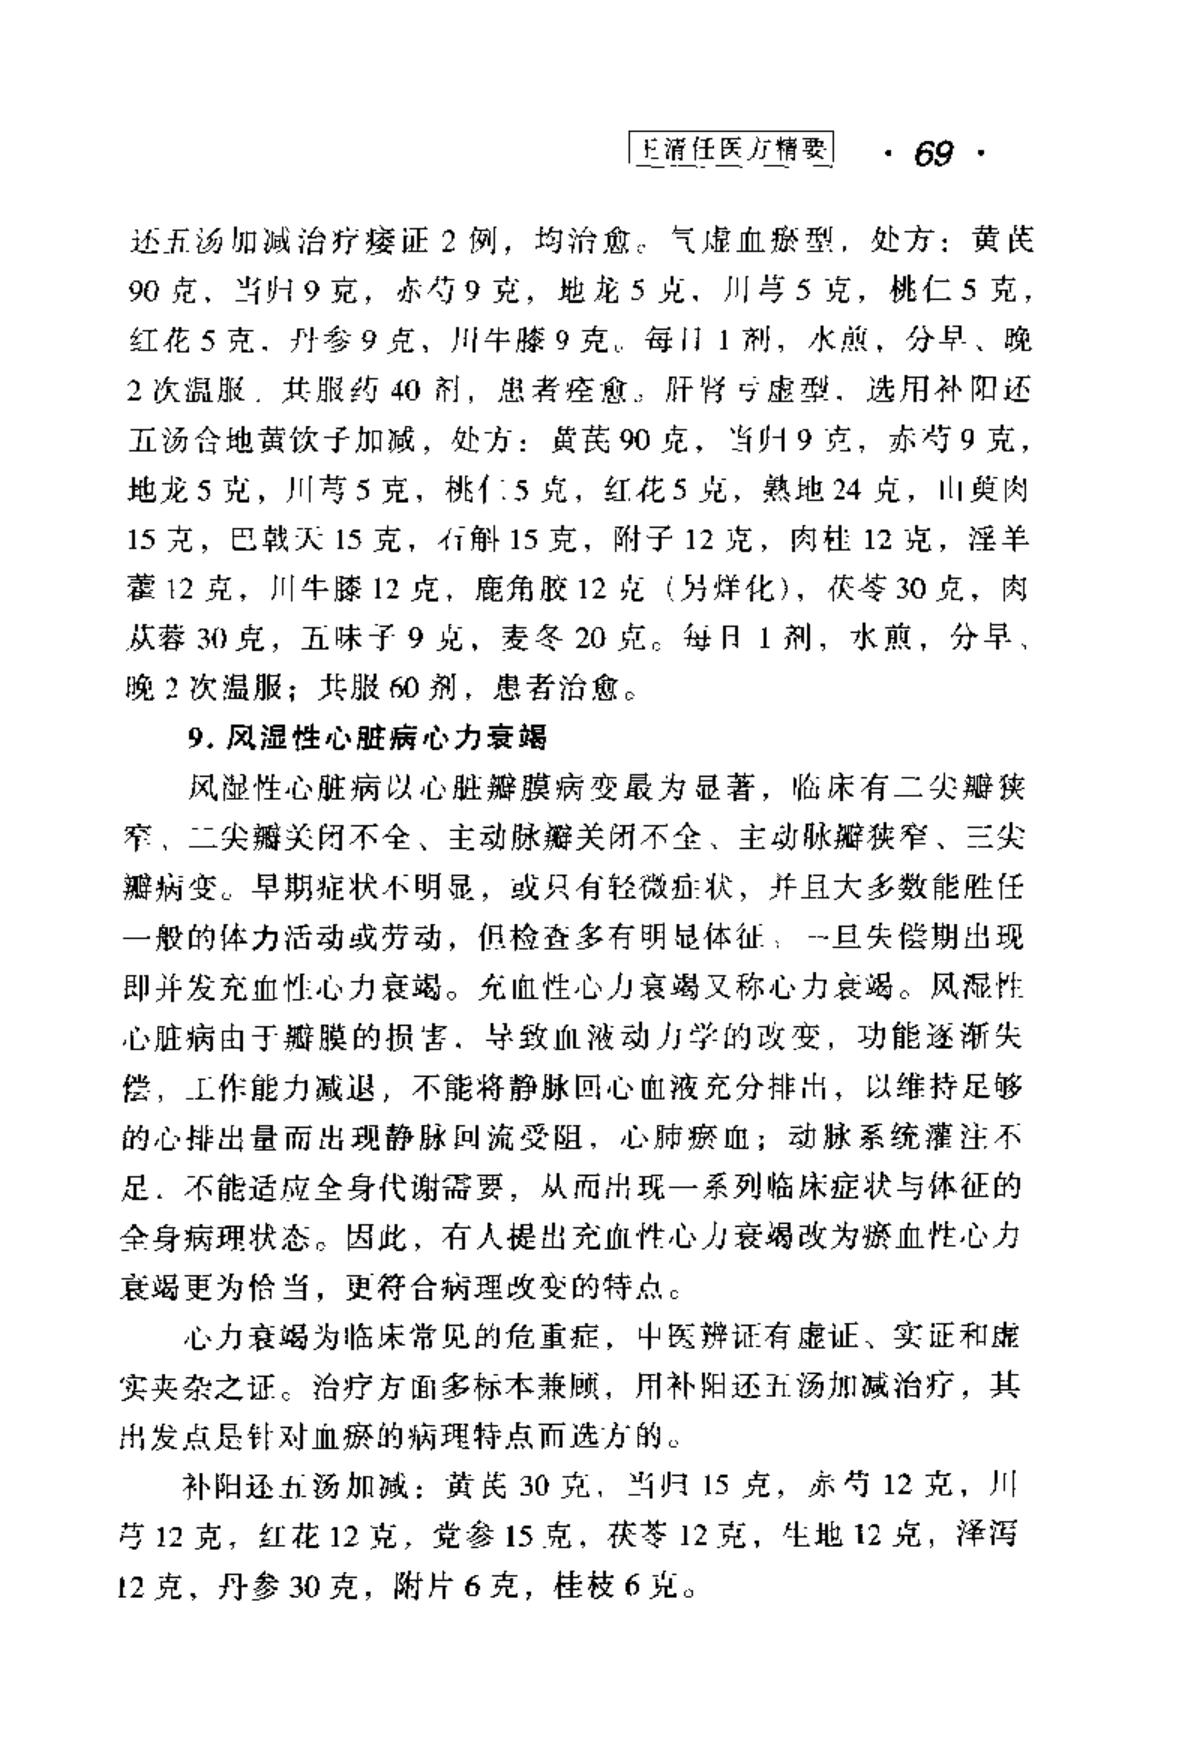 王清任医方精要 · 69 ·
还五汤加减治疗痿证 2 例，均治愈。气虚血瘀型，处方：黄芪
90 克，当归 9 克，赤芍 9 克，地龙 5 克，川芎 5 克，桃仁 5 克，
红花 5 克，丹参 9 克，川牛膝 9 克。每日 1 剂，水煎，分早、晚
2 次温服，共服药 40 剂，患者痊愈。肝肾亏虚型，选用补阳还
五汤合地黄饮子加减，处方：黄芪 90 克，当归 9 克，赤芍 9 克，
地龙 5 克，川芎 5 克，桃仁 5 克，红花 5 克，熟地 24 克，山萸肉
15 克，巴戟天 15 克，石斛 15 克，附子 12 克，肉桂 12 克，淫羊
藿 12 克，川牛膝 12 克，鹿角胶 12 克（另烊化），茯苓 30 克，肉
苁蓉 30 克，五味子 9 克，麦冬 20 克。每日 1 剂，水煎，分早、
晚 2 次温服；共服 60 剂，患者治愈。
9. 风湿性心脏病心力衰竭
风湿性心脏病以心脏瓣膜病变最为显著，临床有二尖瓣狭
窄、二尖瓣关闭不全、主动脉瓣关闭不全、主动脉瓣狭窄、三尖
瓣病变。早期症状不明显，或只有轻微症状，并且大多数能胜任
一般的体力活动或劳动，但检查多有明显体征，一旦失偿期出现
即并发充血性心力衰竭。充血性心力衰竭又称心力衰竭。风湿性
心脏病由于瓣膜的损害，导致血液动力学的改变，功能逐渐失
偿，工作能力减退，不能将静脉回心血液充分排出，以维持足够
的心排出量而出现静脉回流受阻，心肺瘀血；动脉系统灌注不
足，不能适应全身代谢需要，从而出现一系列临床症状与体征的
全身病理状态。因此，有人提出充血性心力衰竭改为瘀血性心力
衰竭更为恰当，更符合病理改变的特点。
心力衰竭为临床常见的危重症，中医辨证有虚证、实证和虚
实夹杂之证。治疗方面多标本兼顾，用补阳还五汤加减治疗，其
出发点是针对血瘀的病理特点而选方的。
补阳还五汤加减：黄芪 30 克，当归 15 克，赤芍 12 克，川
芎 12 克，红花 12 克，党参 15 克，茯苓 12 克，生地 12 克，泽泻
12 克，丹参 30 克，附片 6 克，桂枝 6 克。